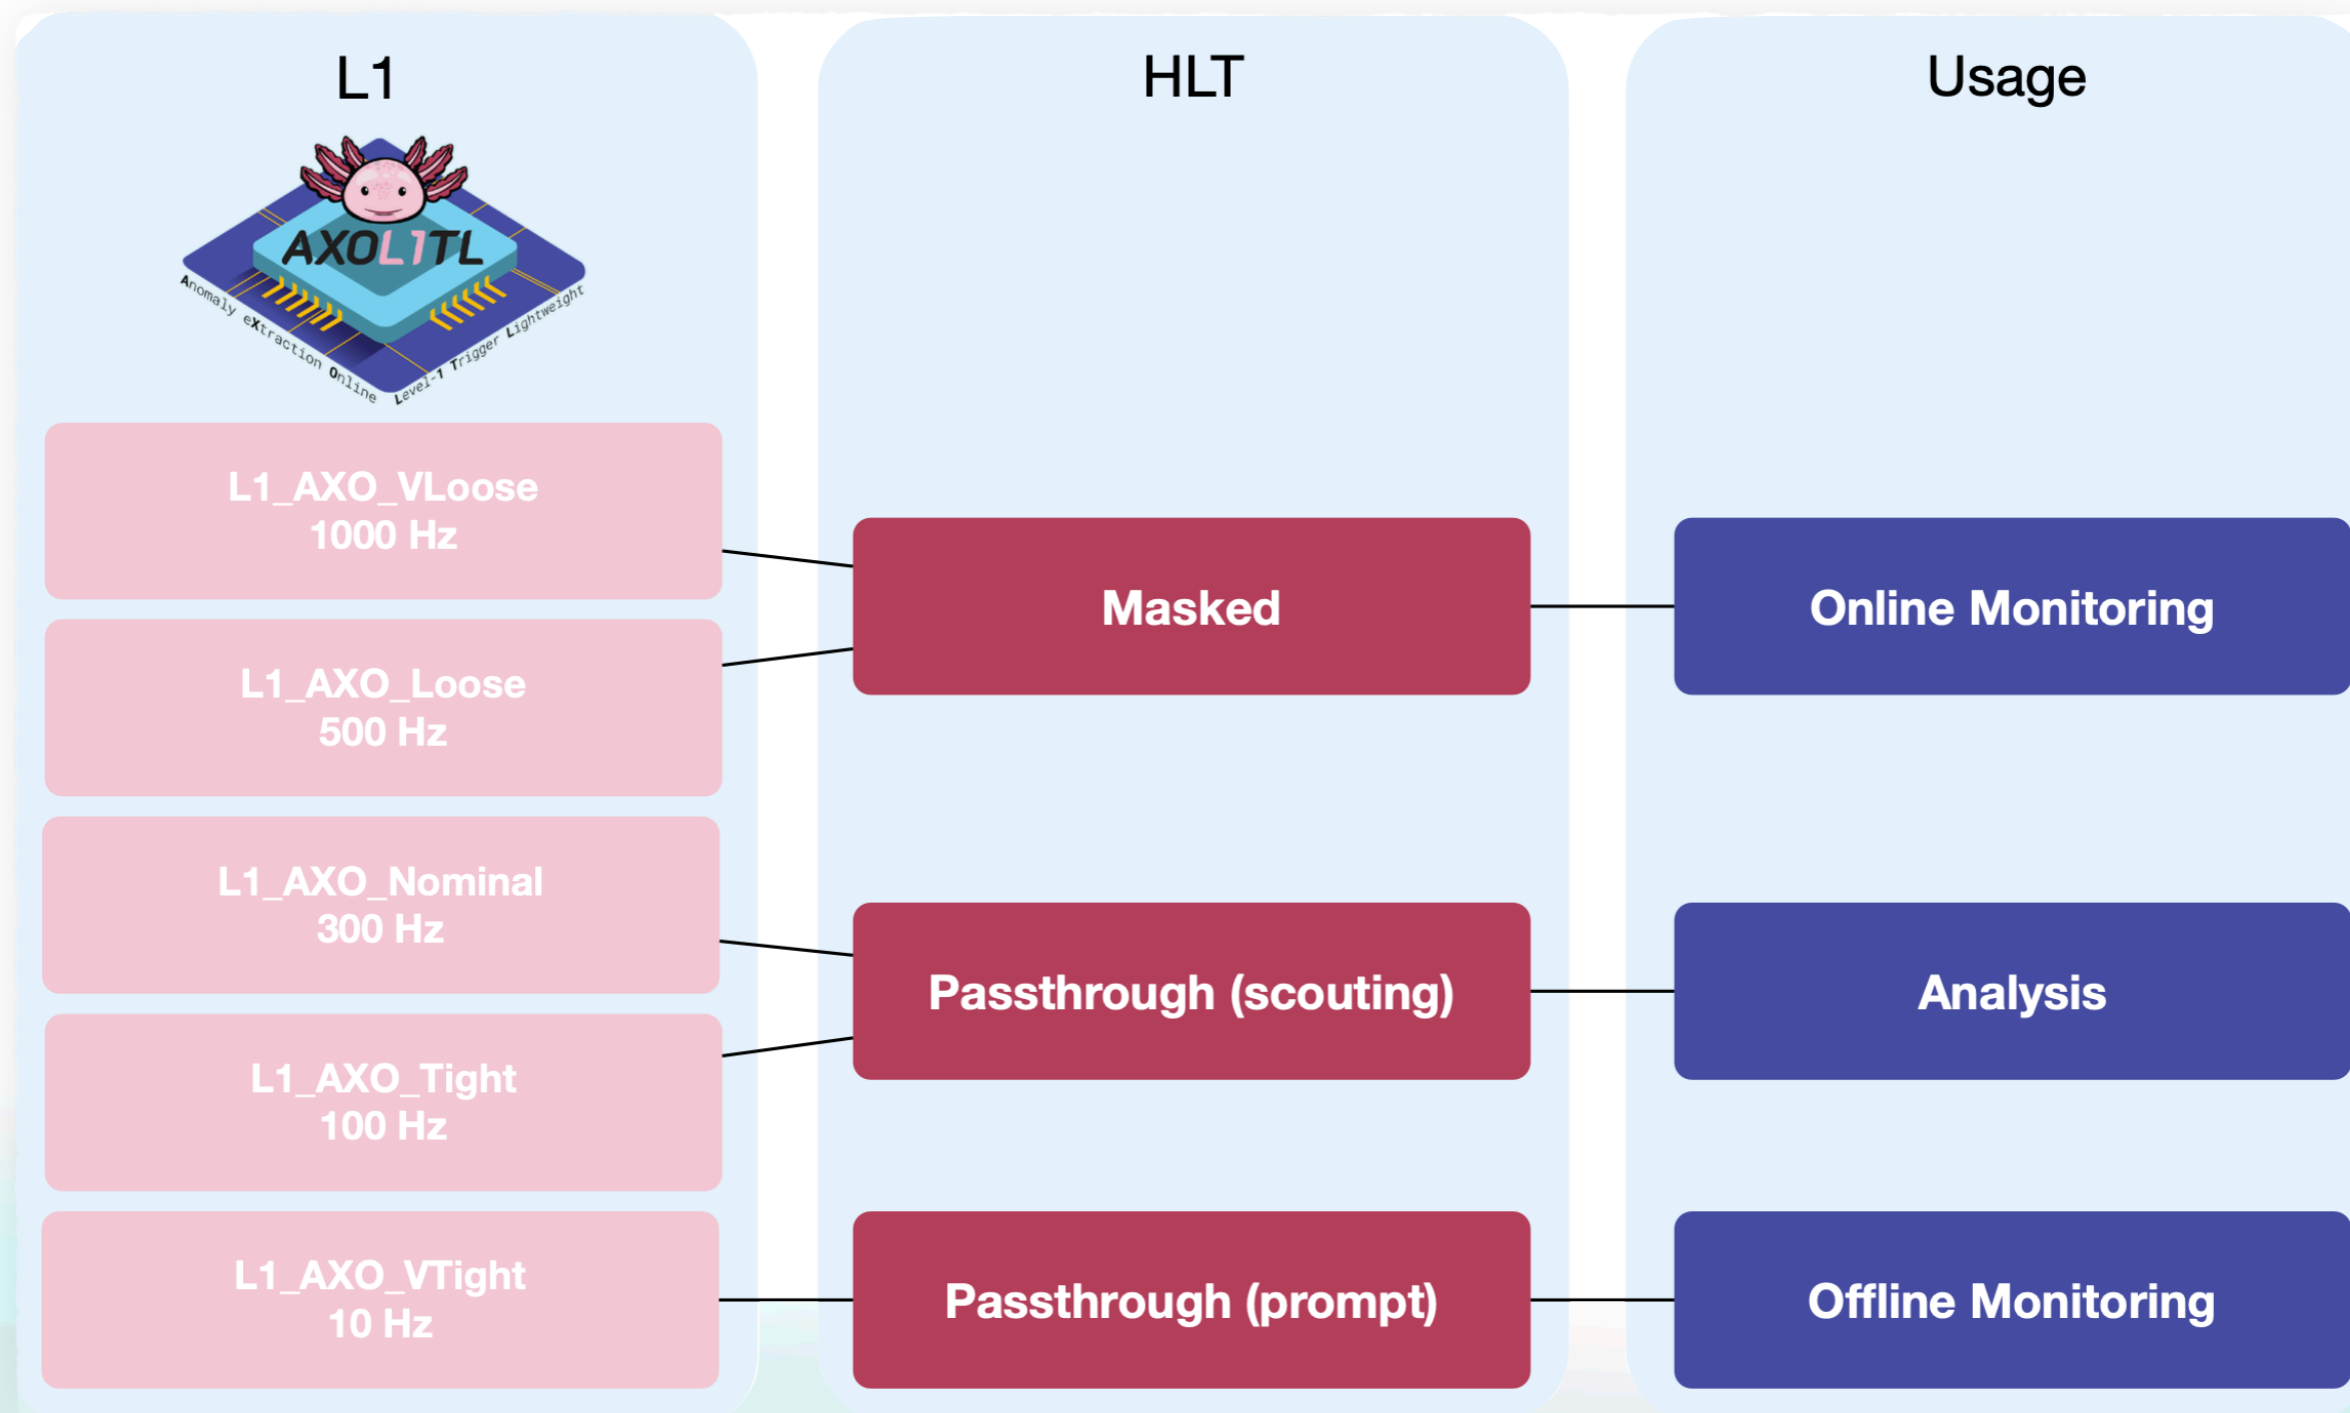 L1
HLT
Usage
AXOL1TL
Anomaly eXtraction Online
Level-1 Trigger Lightweight
L1_AXO_VLoose
1000 Hz
L1_AXO_Loose
500 Hz
Masked
Online Monitoring
L1_AXO_Nominal
300 Hz
L1_AXO_Tight
100 Hz
Passthrough (scouting)
Analysis
L1_AXO_VTight
10 Hz
Passthrough (prompt)
Offline Monitoring